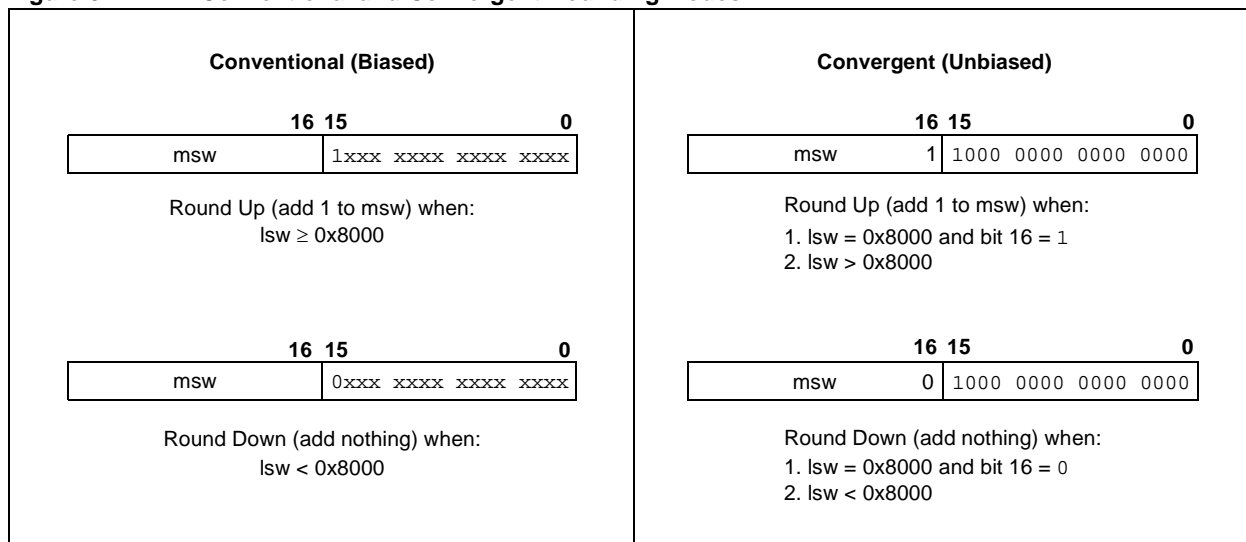 Conventional (Biased)
16 15 0
msw 1xxx xxxx xxxx xxxx
Round Up (add 1 to msw) when:
lsw ≥ 0x8000
16 15 0
msw 0xxx xxxx xxxx xxxx
Round Down (add nothing) when:
lsw < 0x8000
Convergent (Unbiased)
16 15 0
msw 1 1000 0000 0000 0000
Round Up (add 1 to msw) when:
1. lsw = 0x8000 and bit 16 = 1
2. lsw > 0x8000
16 15 0
msw 0 1000 0000 0000 0000
Round Down (add nothing) when:
1. lsw = 0x8000 and bit 16 = 0
2. lsw < 0x8000